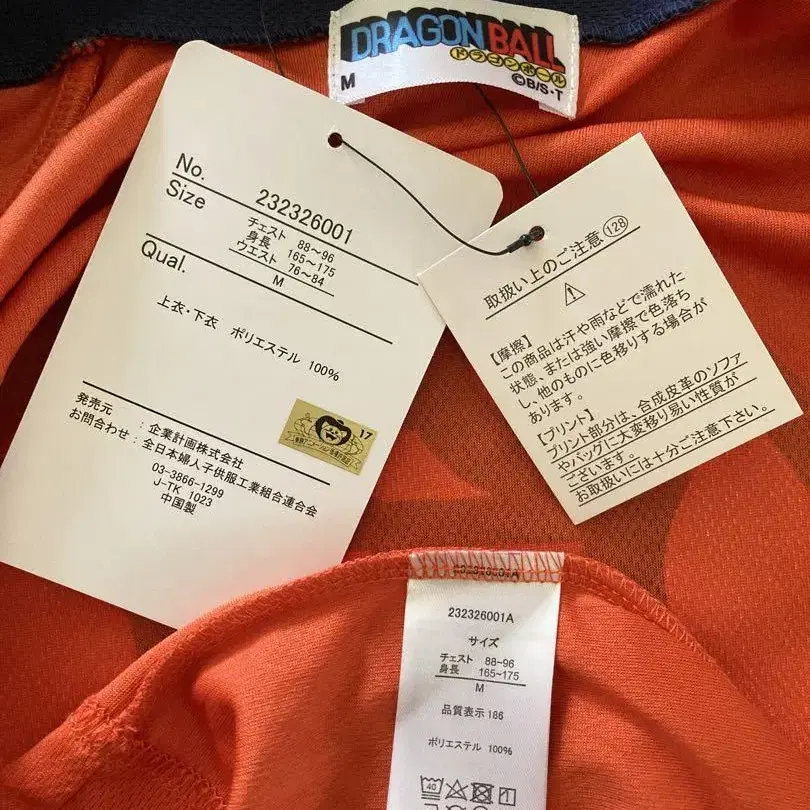 DRAGON BALL
ドラゴンボール
M
©B/S・T
No. 232326001
Size
チェスト 88～96
身長 165～175
ウエスト 76～84
M
Qual.
上衣・下衣 ポリエステル 100%
発売元 ：企業計画株式会社
お問合わせ：全日本婦人子供服工業組合連合会
03-3866-1299
J-TK 1023
中国製
17
取扱い上のご注意 128
【摩擦】
この商品は汗や雨などで濡れた
状態、または強い摩擦で色落ち
し、他のものに色移りする場合が
あります。
【プリント】
プリント部分は、合成皮革のソファ
やバッグに大変移り易い性質が
ございます。
お取扱いには十分ご注意下さい。
232326001A
サイズ
チェスト 88-96
身長 165~175
M
品質表示186
ポリエステル 100%
40